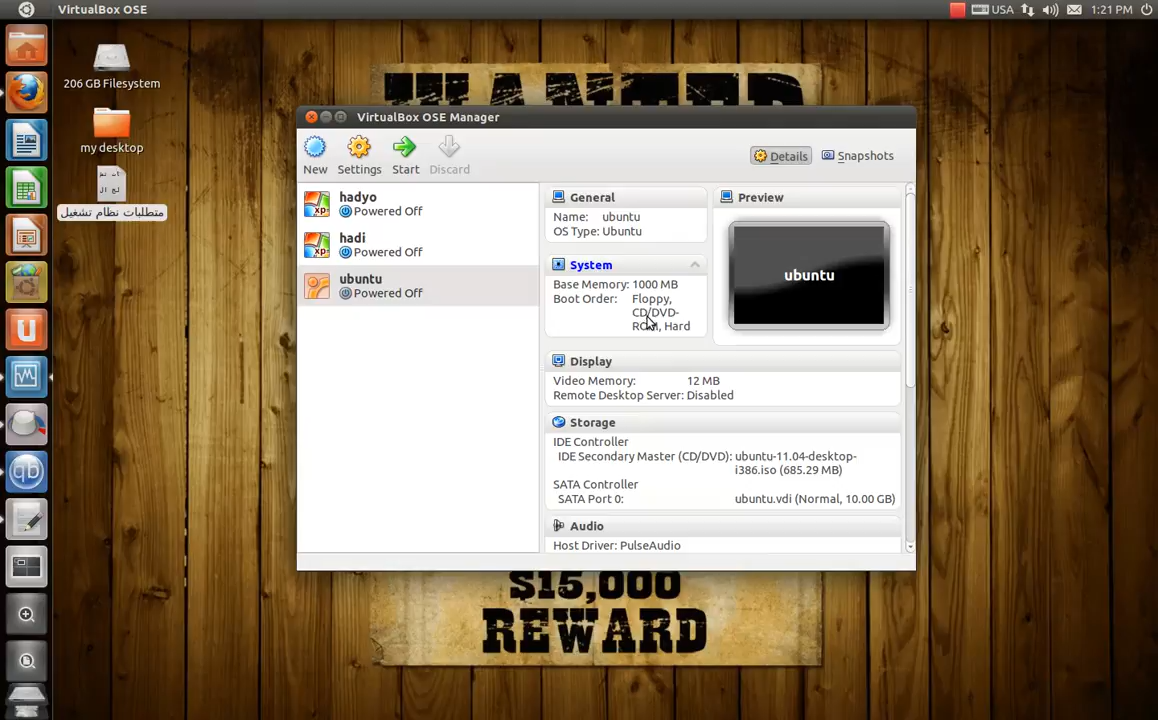 VirtualBox OSE
USA
1:21 PM
206 GB Filesystem
my desktop
متطلبات نظام تشغيل
WANTED
VirtualBox OSE Manager
New
Settings
Start
Discard
Details
Snapshots
hadyo
Powered Off
hadi
Powered Off
ubuntu
Powered Off
General
Name: ubuntu
OS Type: Ubuntu
System
Base Memory: 1000 MB
Boot Order: Floppy,
CD/DVD-
ROM, Hard
Preview
ubuntu
Display
Video Memory: 12 MB
Remote Desktop Server: Disabled
Storage
IDE Controller
IDE Secondary Master (CD/DVD): ubuntu-11.04-desktop-
i386.iso (685.29 MB)
SATA Controller
SATA Port 0: ubuntu.vdi (Normal, 10.00 GB)
Audio
Host Driver: PulseAudio
$15,000
REWARD